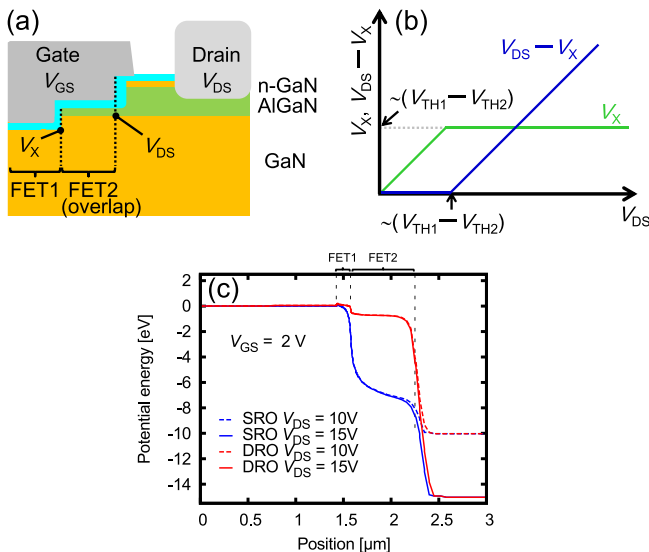 (a)
Gate
V_GS
Drain
V_DS
n-GaN
AlGaN
GaN
V_X
V_DS
FET1
FET2
(overlap)
(b)
V_X, V_DS − V_X
~(V_TH1 − V_TH2)
V_DS − V_X
V_X
~(V_TH1 − V_TH2)
V_DS
(c)
FET1
FET2
Potential energy [eV]
2
0
-2
-4
-6
-8
-10
-12
-14
V_GS = 2 V
SRO V_DS = 10V
SRO V_DS = 15V
DRO V_DS = 10V
DRO V_DS = 15V
0
0.5
1
1.5
2
2.5
3
Position [µm]